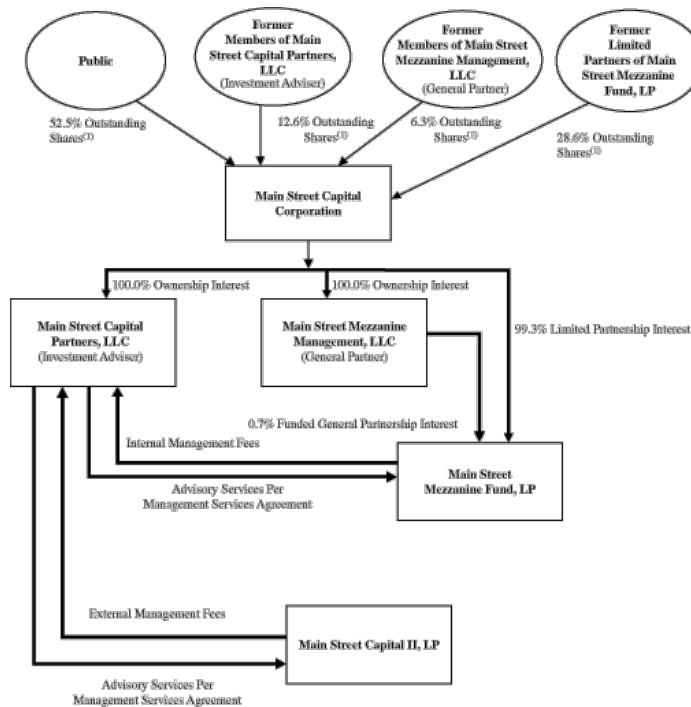 Public
Former
Members of Main
Street Capital Partners,
LLC
(Investment Adviser)
Former
Members of Main Street
Mezzanine Management,
LLC
(General Partner)
Former
Limited
Partners of Main
Street Mezzanine
Fund, LP
52.5% Outstanding
Shares(1)
12.6% Outstanding
Shares(1)
6.3% Outstanding
Shares(1)
28.6% Outstanding
Shares(1)
Main Street Capital
Corporation
100.0% Ownership Interest
100.0% Ownership Interest
99.3% Limited Partnership Interest
Main Street Capital
Partners, LLC
(Investment Adviser)
Main Street Mezzanine
Management, LLC
(General Partner)
0.7% Funded General Partnership Interest
Internal Management Fees
Main Street
Mezzanine Fund, LP
Advisory Services Per
Management Services Agreement
External Management Fees
Main Street Capital II, LP
Advisory Services Per
Management Services Agreement